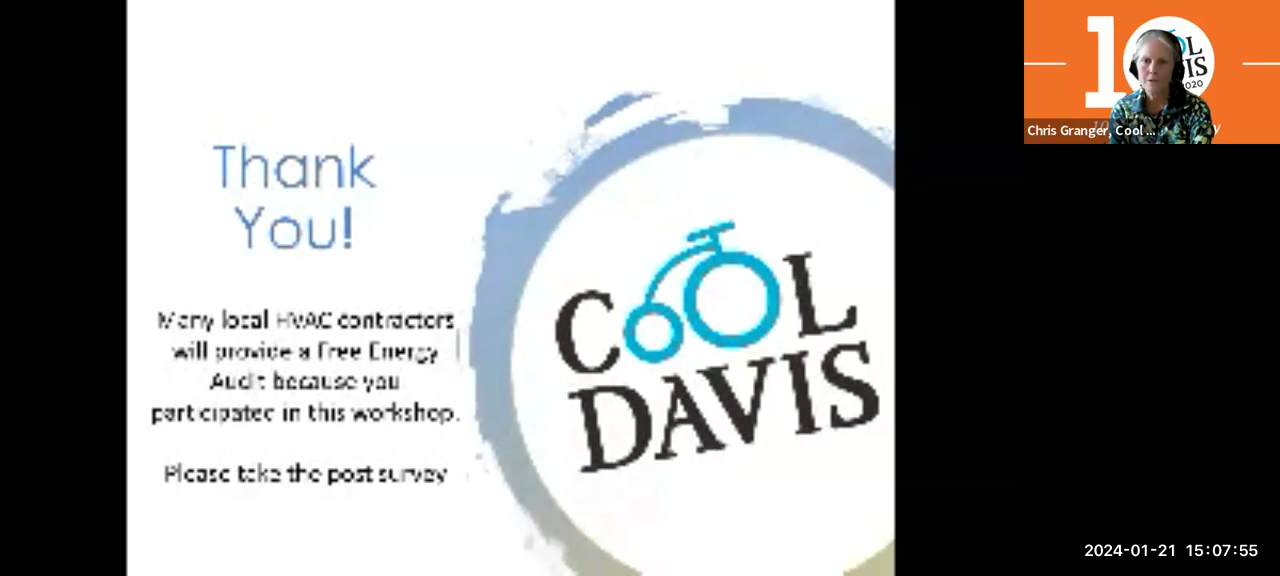 Thank
You!
Many local HVAC contractors
will provide a Free Energy
Audit because you
participated in this workshop.
Please take the post survey
COOL
DAVIS
10
Chris Granger, Cool ...
2024-01-21 15:07:55